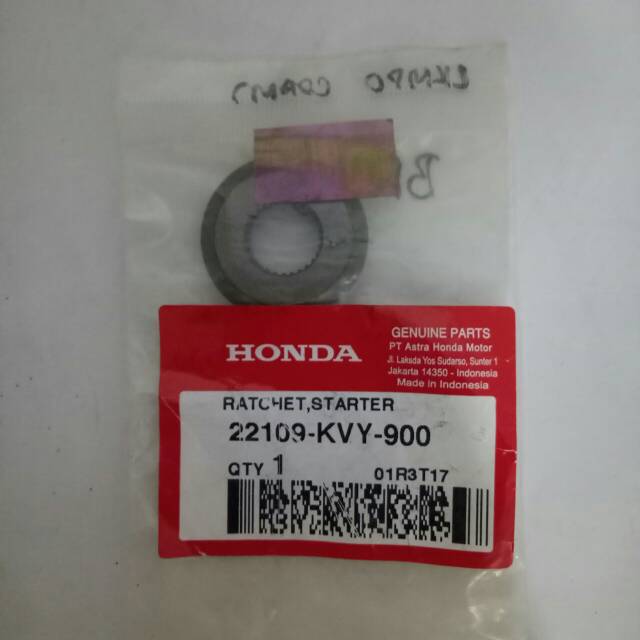 GENUINE PARTS
HONDA
PT Astra Honda Motor
Jl. Laksda Yos Sudarso, Sunter 1
Jakarta 14350 - Indonesia
Made in Indonesia
RATCHET,STARTER
22109-KVY-900
QTY 1 01R3T17